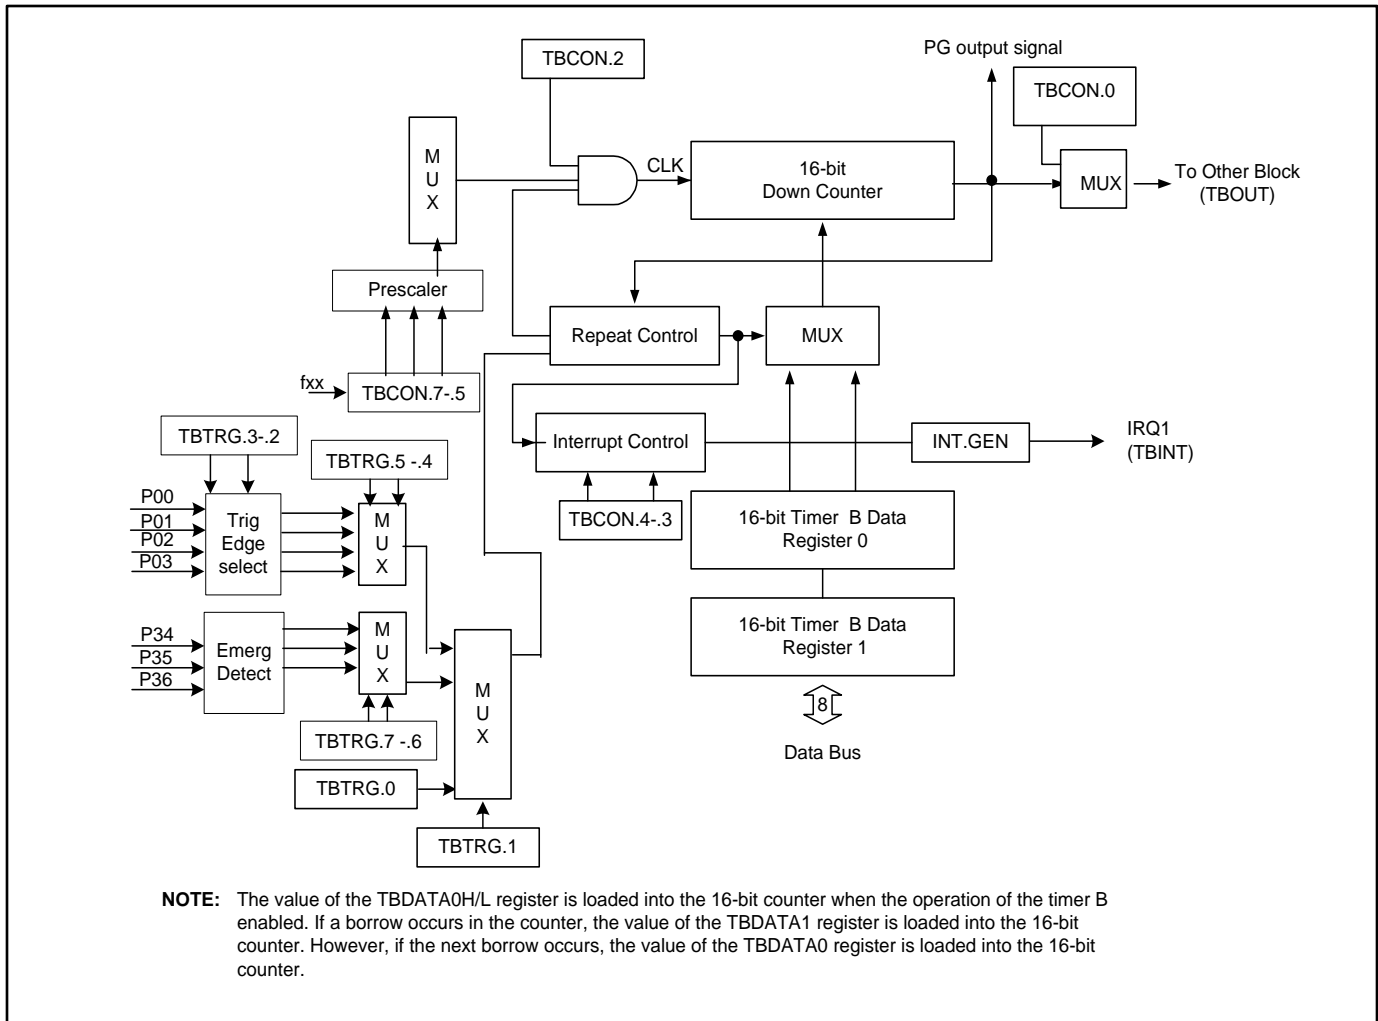 PG output signal
TBCON.2
TBCON.0
M
U
X
CLK
16-bit
Down Counter
MUX
To Other Block
(TBOUT)
Prescaler
Repeat Control
MUX
fxx
TBCON.7-.5
TBTRG.3-.2
TBTRG.5 -.4
Interrupt Control
INT.GEN
IRQ1
(TBINT)
P00
P01
P02
P03
Trig
Edge
select
M
U
X
TBCON.4-.3
16-bit Timer B Data
Register 0
P34
P35
P36
Emerg
Detect
M
U
X
16-bit Timer B Data
Register 1
M
U
X
8
TBTRG.7 -.6
Data Bus
TBTRG.0
TBTRG.1
NOTE: The value of the TBDATA0H/L register is loaded into the 16-bit counter when the operation of the timer B
enabled. If a borrow occurs in the counter, the value of the TBDATA1 register is loaded into the 16-bit
counter. However, if the next borrow occurs, the value of the TBDATA0 register is loaded into the 16-bit
counter.